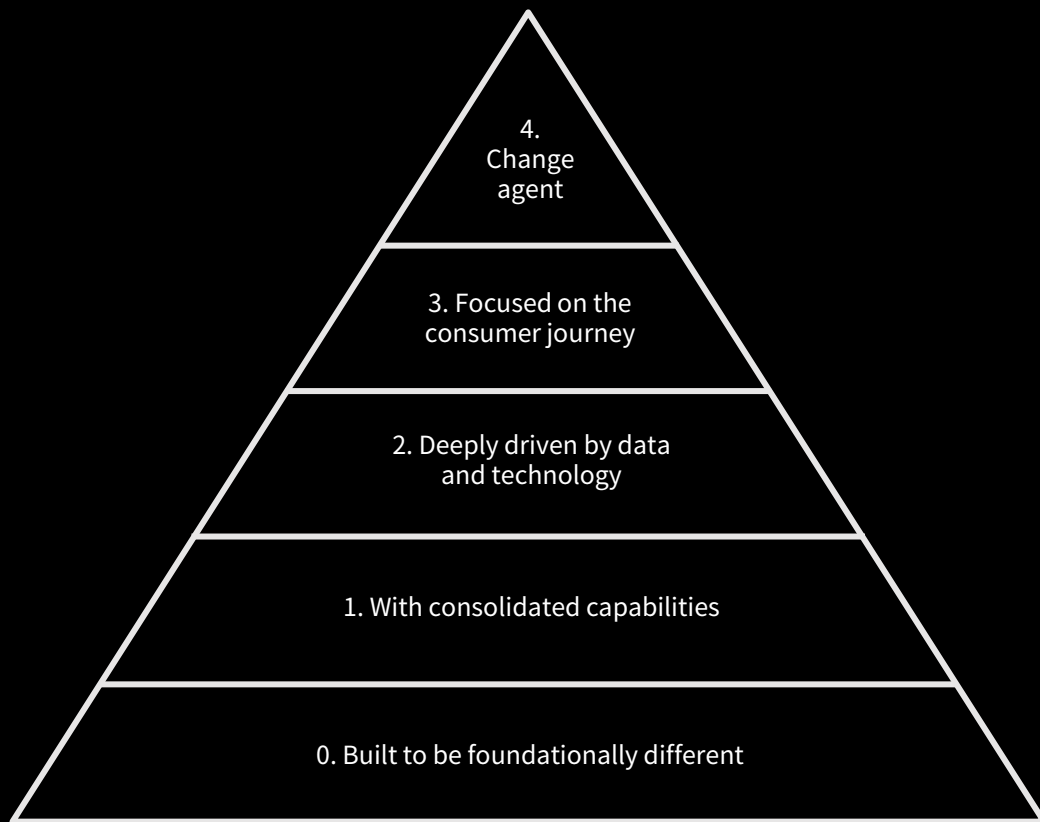 4.
Change
agent
3. Focused on the
consumer journey
2. Deeply driven by data
and technology
1. With consolidated capabilities
0. Built to be foundationally different